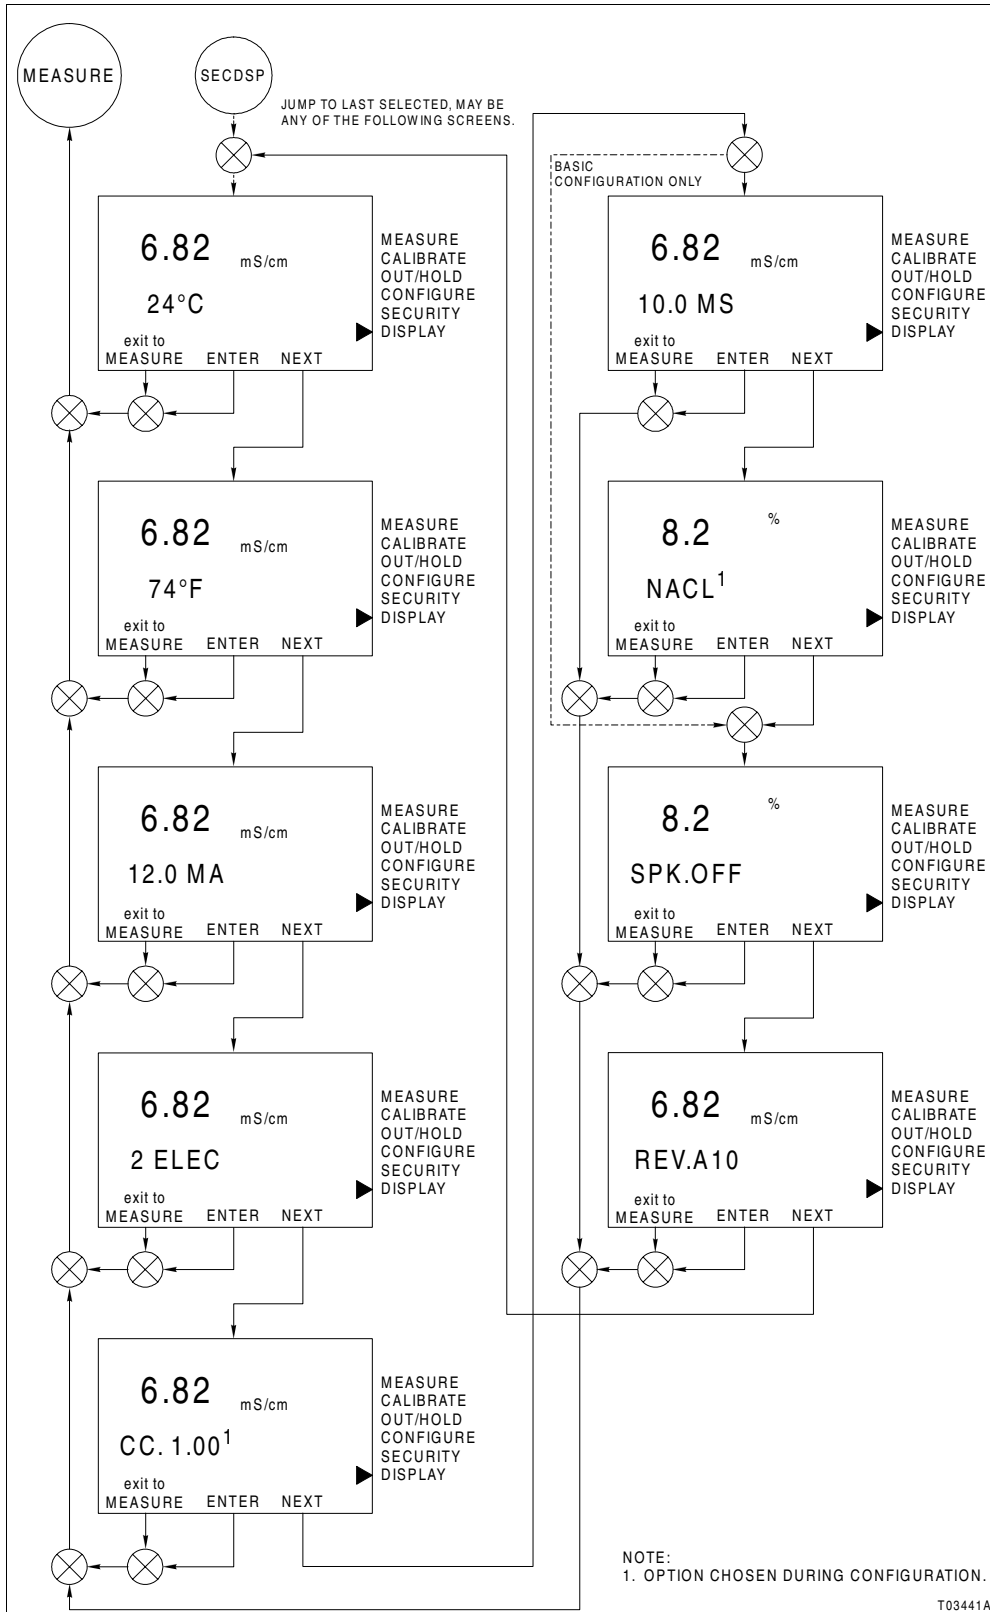 MEASURE
SECDSP
JUMP TO LAST SELECTED, MAY BE
ANY OF THE FOLLOWING SCREENS.
6.82 mS/cm
24°C
exit to
MEASURE ENTER NEXT
MEASURE
CALIBRATE
OUT/HOLD
CONFIGURE
SECURITY
DISPLAY
6.82 mS/cm
74°F
exit to
MEASURE ENTER NEXT
MEASURE
CALIBRATE
OUT/HOLD
CONFIGURE
SECURITY
DISPLAY
6.82 mS/cm
12.0 MA
exit to
MEASURE ENTER NEXT
MEASURE
CALIBRATE
OUT/HOLD
CONFIGURE
SECURITY
DISPLAY
6.82 mS/cm
2 ELEC
exit to
MEASURE ENTER NEXT
MEASURE
CALIBRATE
OUT/HOLD
CONFIGURE
SECURITY
DISPLAY
6.82 mS/cm
CC. 1.00¹
exit to
MEASURE ENTER NEXT
MEASURE
CALIBRATE
OUT/HOLD
CONFIGURE
SECURITY
DISPLAY
BASIC
CONFIGURATION ONLY
6.82 mS/cm
10.0 MS
exit to
MEASURE ENTER NEXT
MEASURE
CALIBRATE
OUT/HOLD
CONFIGURE
SECURITY
DISPLAY
8.2 %
NACL¹
exit to
MEASURE ENTER NEXT
MEASURE
CALIBRATE
OUT/HOLD
CONFIGURE
SECURITY
DISPLAY
8.2 %
SPK.OFF
exit to
MEASURE ENTER NEXT
MEASURE
CALIBRATE
OUT/HOLD
CONFIGURE
SECURITY
DISPLAY
6.82 mS/cm
REV.A10
exit to
MEASURE ENTER NEXT
MEASURE
CALIBRATE
OUT/HOLD
CONFIGURE
SECURITY
DISPLAY
NOTE:
1. OPTION CHOSEN DURING CONFIGURATION.
T03441A